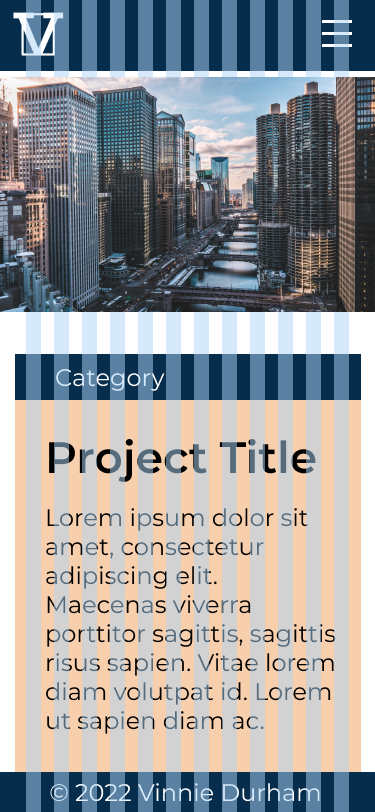 V
Category
Project Title
Lorem ipsum dolor sit
amet, consectetur
adipiscing elit.
Maecenas viverra
porttitor sagittis, sagittis
risus sapien. Vitae lorem
diam volutpat id. Lorem
ut sapien diam ac.
© 2022 Vinnie Durham